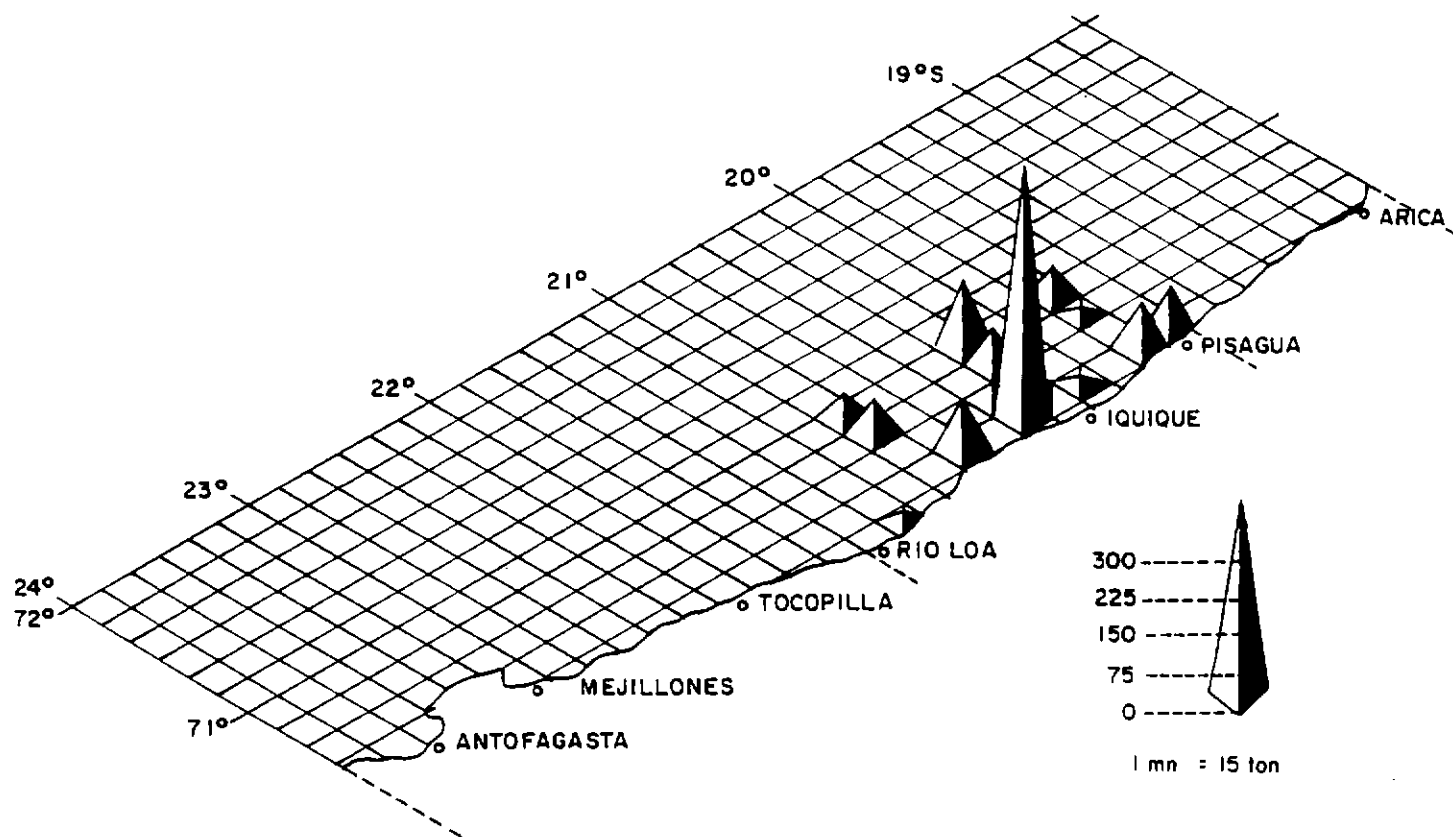 19°S
20°
ARICA
21°
PISAGUA
22°
IQUIQUE
23°
RIO LOA
300
24°
72°
TOCOPILLA
225
150
MEJILLONES
75
71°
0
ANTOFAGASTA
1 mn = 15 ton